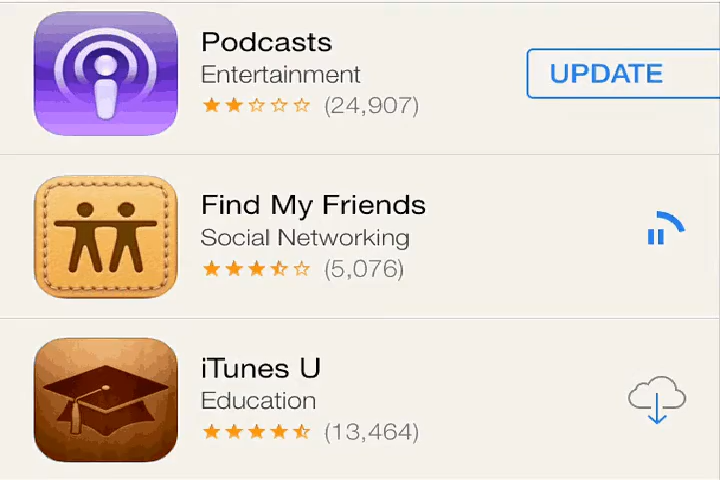 Podcasts
Entertainment
(24,907)
UPDATE
Find My Friends
Social Networking
(5,076)
iTunes U
Education
(13,464)